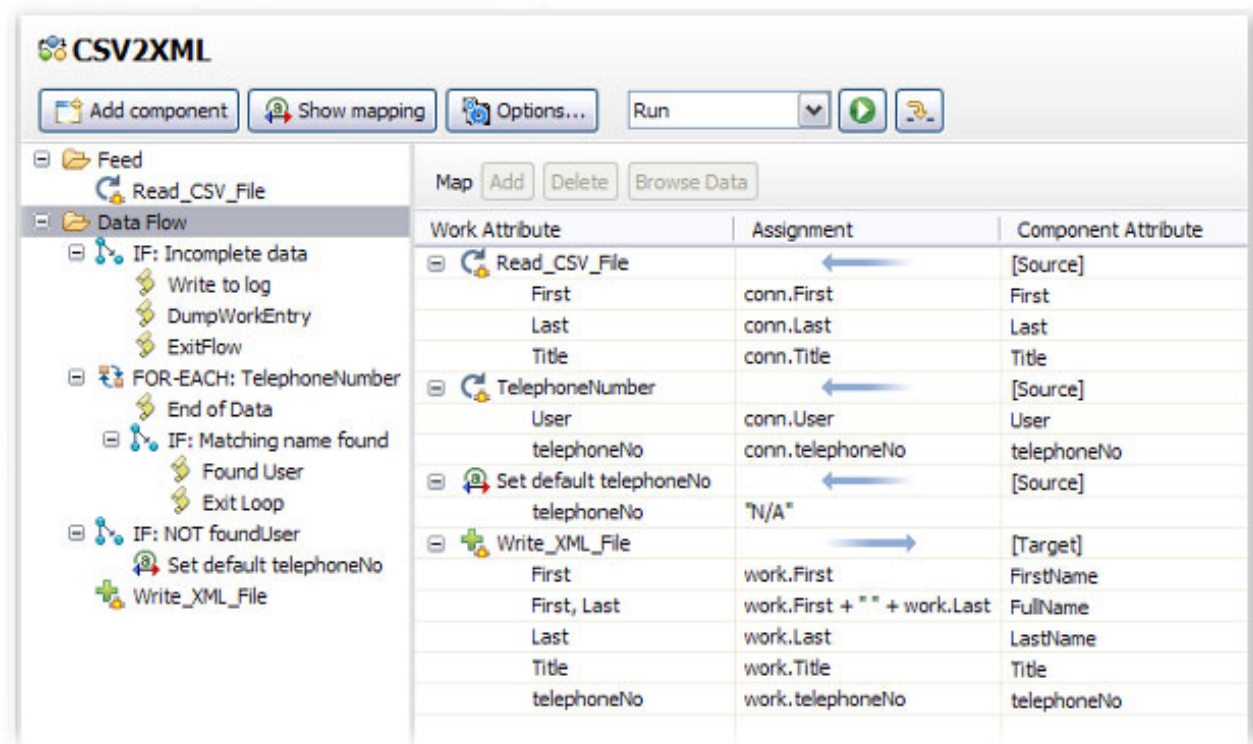 CSV2XML
Add component Show mapping Options... Run
Feed
Read_CSV_File
Data Flow
IF: Incomplete data
Write to log
DumpWorkEntry
ExitFlow
FOR-EACH: TelephoneNumber
End of Data
IF: Matching name found
Found User
Exit Loop
IF: NOT foundUser
Set default telephoneNo
Write_XML_File
Map Add Delete Browse Data
Work Attribute Assignment Component Attribute
Read_CSV_File [Source]
First conn.First First
Last conn.Last Last
Title conn.Title Title
TelephoneNumber [Source]
User conn.User User
telephoneNo conn.telephoneNo telephoneNo
Set default telephoneNo [Source]
telephoneNo "N/A"
Write_XML_File [Target]
First work.First FirstName
First, Last work.First + " " + work.Last FullName
Last work.Last LastName
Title work.Title Title
telephoneNo work.telephoneNo telephoneNo